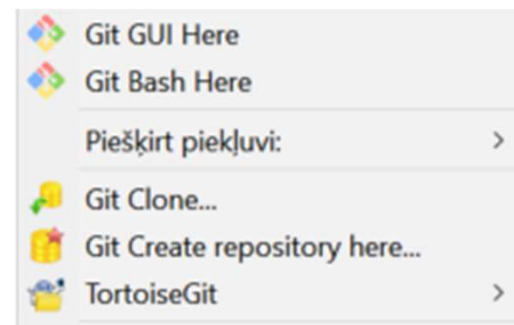 Git GUI Here
Git Bash Here
Piešķirt piekļuvi:
Git Clone...
Git Create repository here...
TortoiseGit